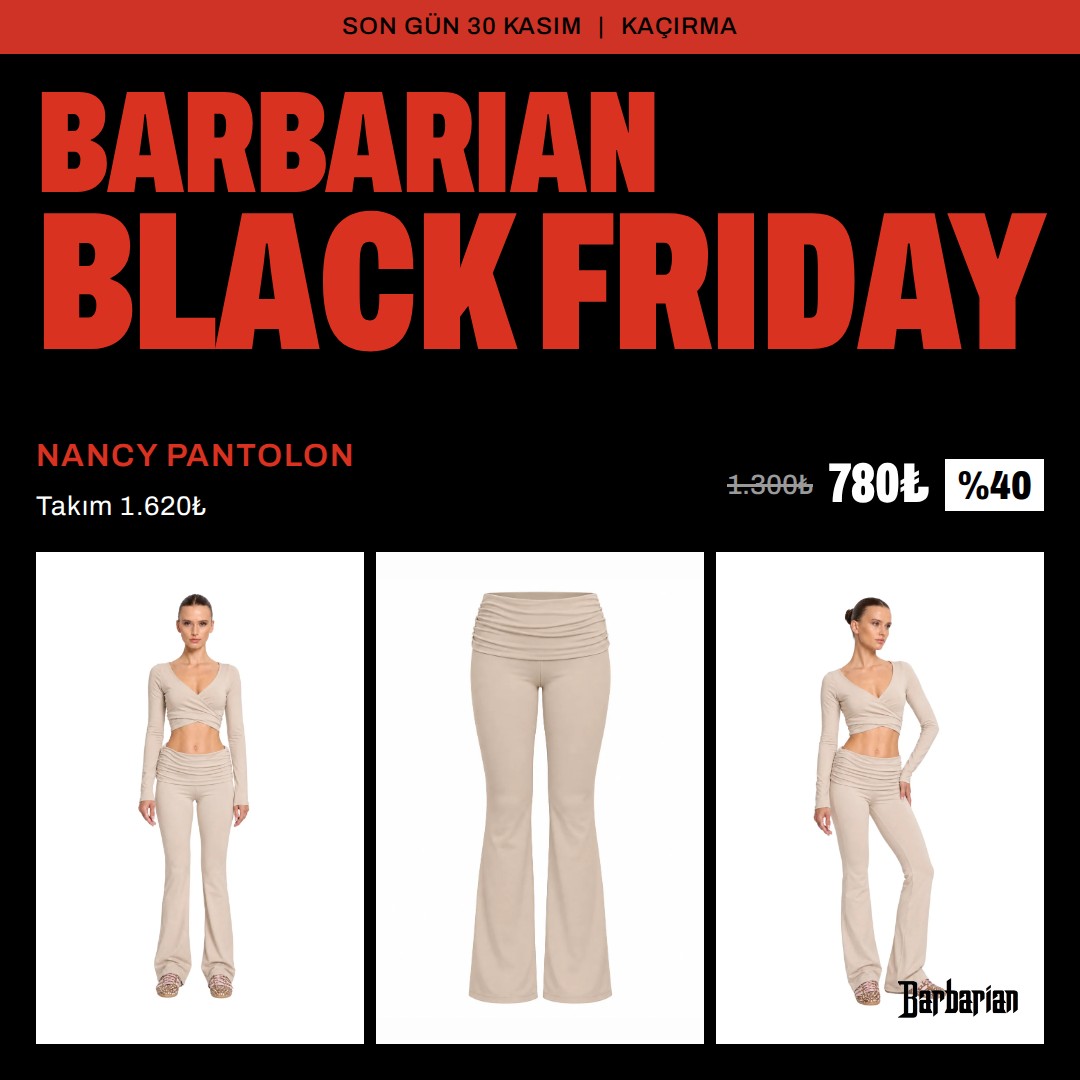 SON GÜN 30 KASIM | KAÇIRMA
BARBARIAN
BLACK FRIDAY
NANCY PANTOLON
Takım 1.620₺
1.300₺ 780₺ %40
Barbarian